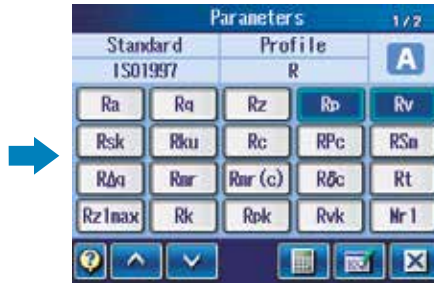 Parameters 1/2
Standard Profile A
ISO1997 R
Ra Rq Rz Rp Rv
Rsk Rku Rc RPc RSm
RΔq Rmr Rmr(c) Rδc Rt
Rz1max Rk Rpk Rvk Mr1